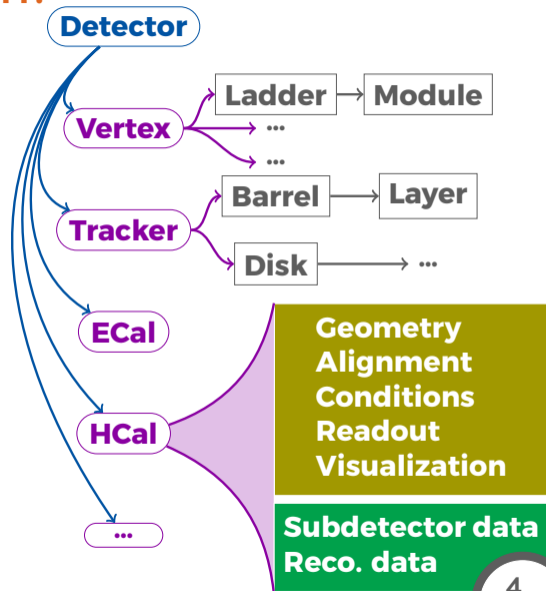 Detector
Ladder
Module
Vertex
...
...
Barrel
Layer
Tracker
Disk
...
ECal
Geometry
Alignment
Conditions
HCal
Readout
Visualization
Subdetector data
...
Reco. data
4